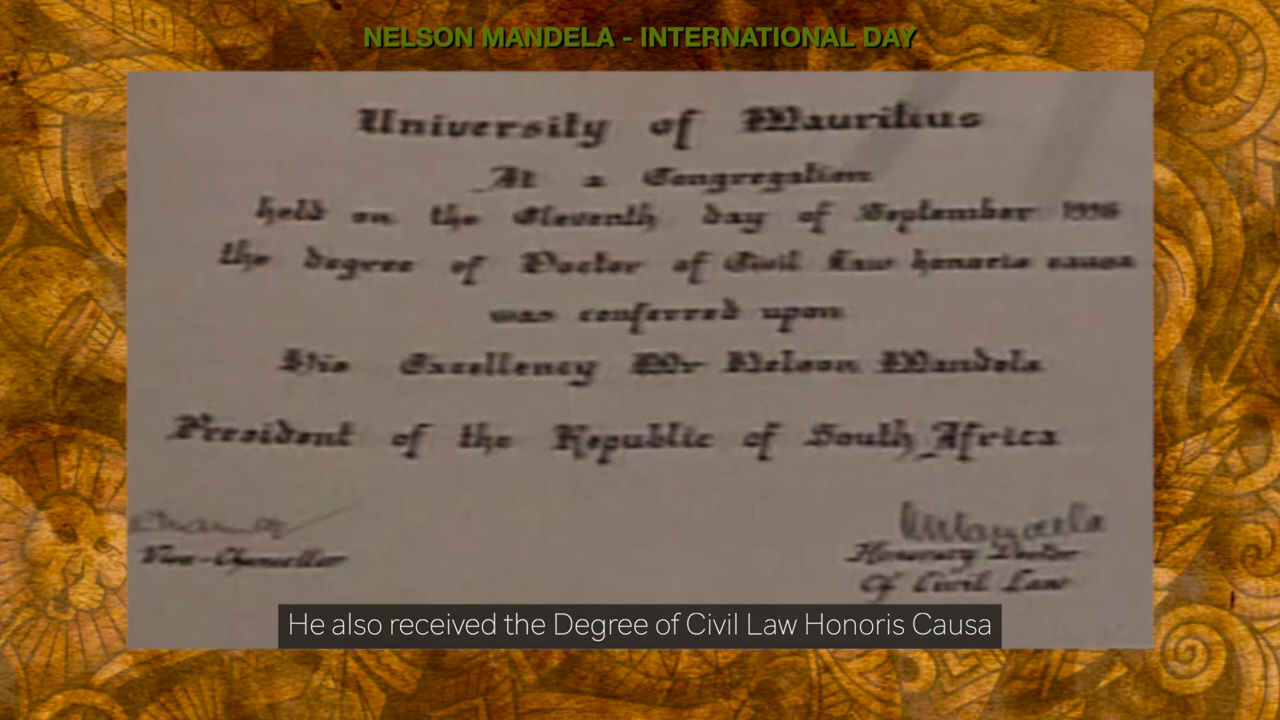 NELSON MANDELA - INTERNATIONAL DAY
University of Mauritius
At a Congregation
held on the Eleventh day of September
the degree of Doctor of Civil Law honoris causa
was conferred upon
His Excellency Mr Nelson Mandela
President of the Republic of South Africa
Vice-Chancellor
Honorary Doctor
Of Civil Law
He also received the Degree of Civil Law Honoris Causa